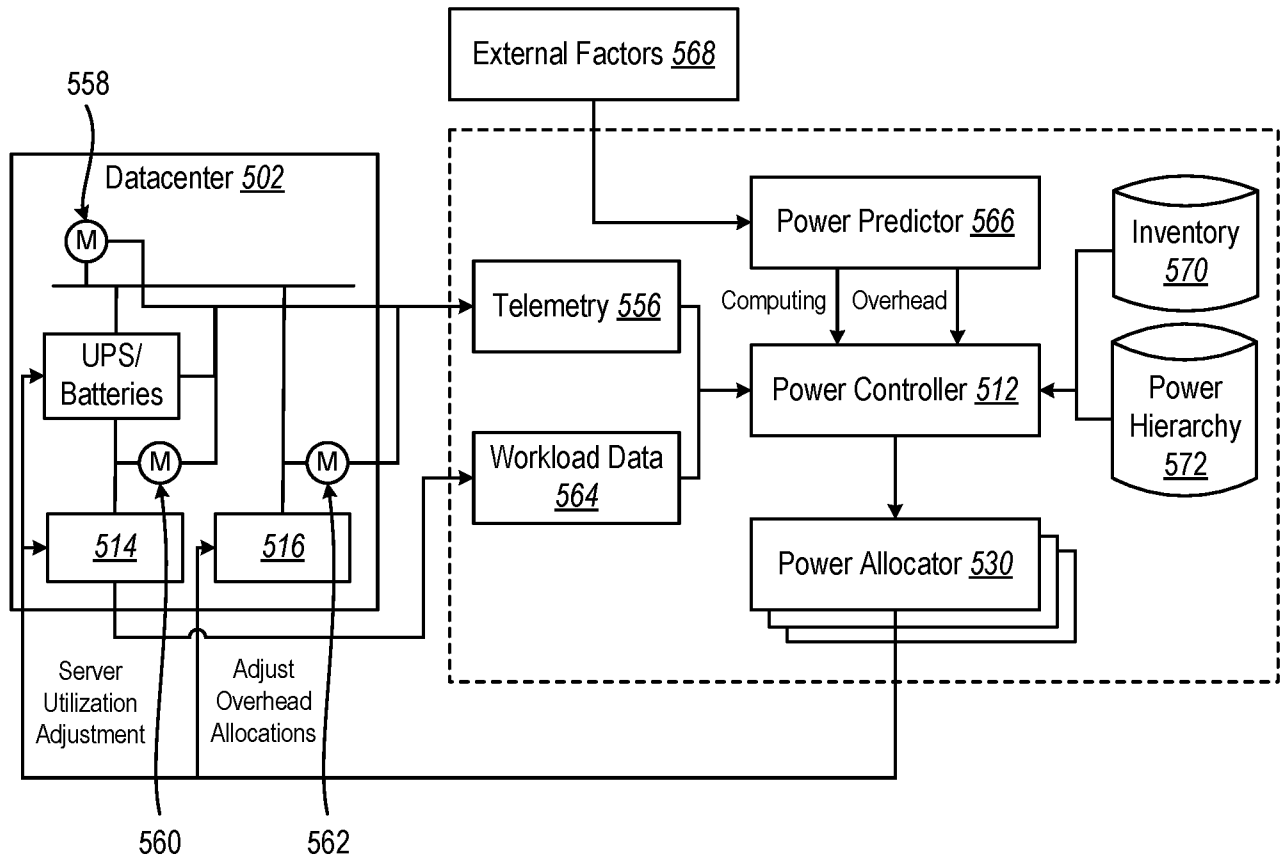 External Factors 568
558
Datacenter 502
M
Power Predictor 566
Inventory
570
Telemetry 556
Computing
Overhead
UPS/
Batteries
Power Controller 512
Power
Hierarchy
572
M
M
Workload Data
564
514
516
Power Allocator 530
Server
Utilization
Adjustment
Adjust
Overhead
Allocations
560
562